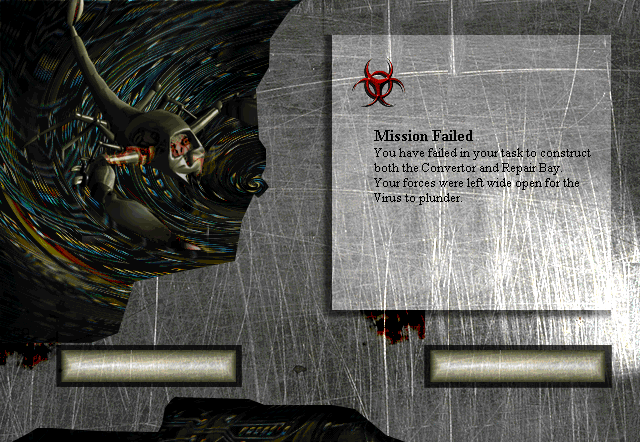 Mission Failed
You have failed in your task to construct
both the Convertor and Repair Bay.
Your forces were left wide open for the
Virus to plunder.